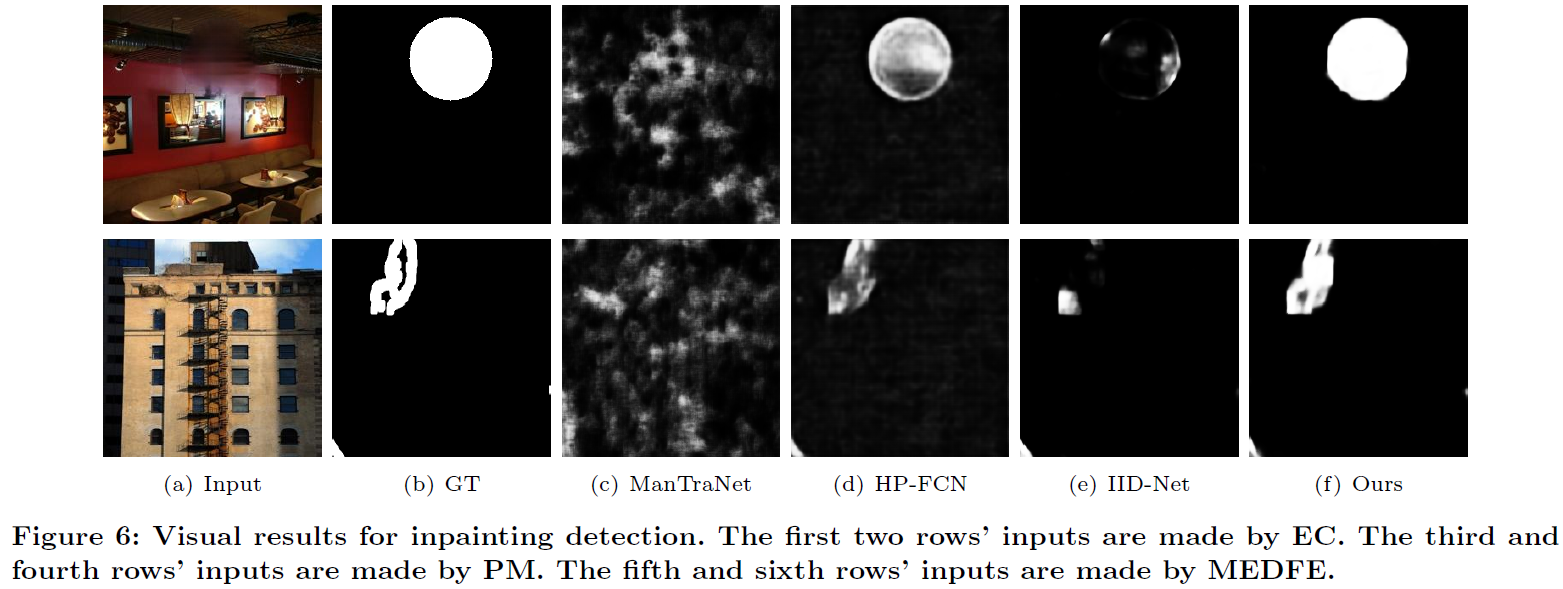 (a) Input
(b) GT
(c) ManTraNet
(d) HP-FCN
(e) IID-Net
(f) Ours
Figure 6: Visual results for inpainting detection. The first two rows' inputs are made by EC. The third and
fourth rows' inputs are made by PM. The fifth and sixth rows' inputs are made by MEDFE.